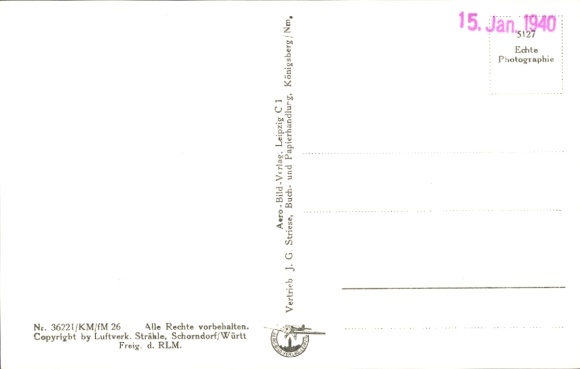 15. Jan. 1940
5127
Echte
Photographie
Aero-Bild-Verlag, Leipzig C 1
Vertrieb J. G. Striese, Buch- und Papierhandlung, Königsberg/Nm.
Nr. 36221/KM/fM 26 Alle Rechte vorbehalten.
Copyright by Luftverk. Strähle, Schorndorf/Württ
Freig. d. RLM.